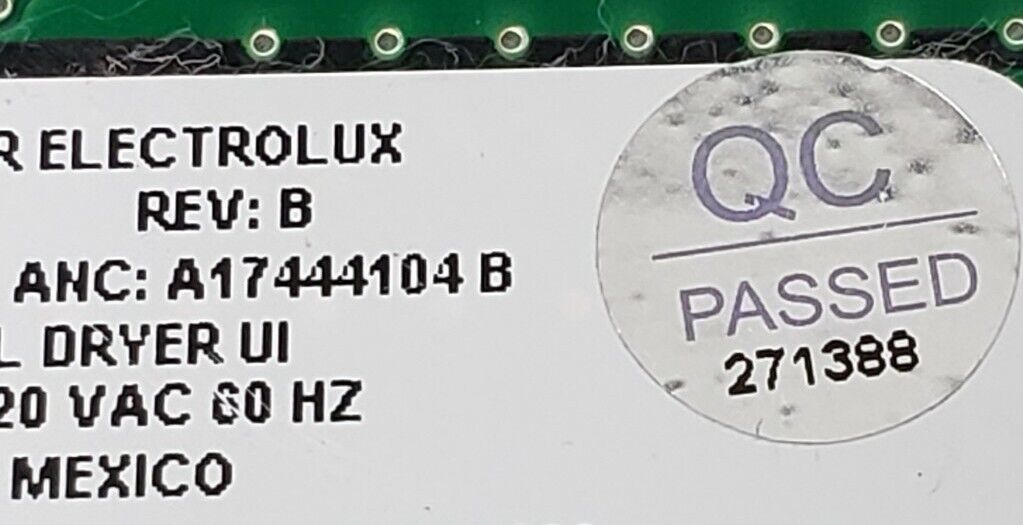 R ELECTROLUX
REV: B
ANC: A17444104 B
L DRYER UI
20 VAC 60 HZ
MEXICO
QC
PASSED
271388